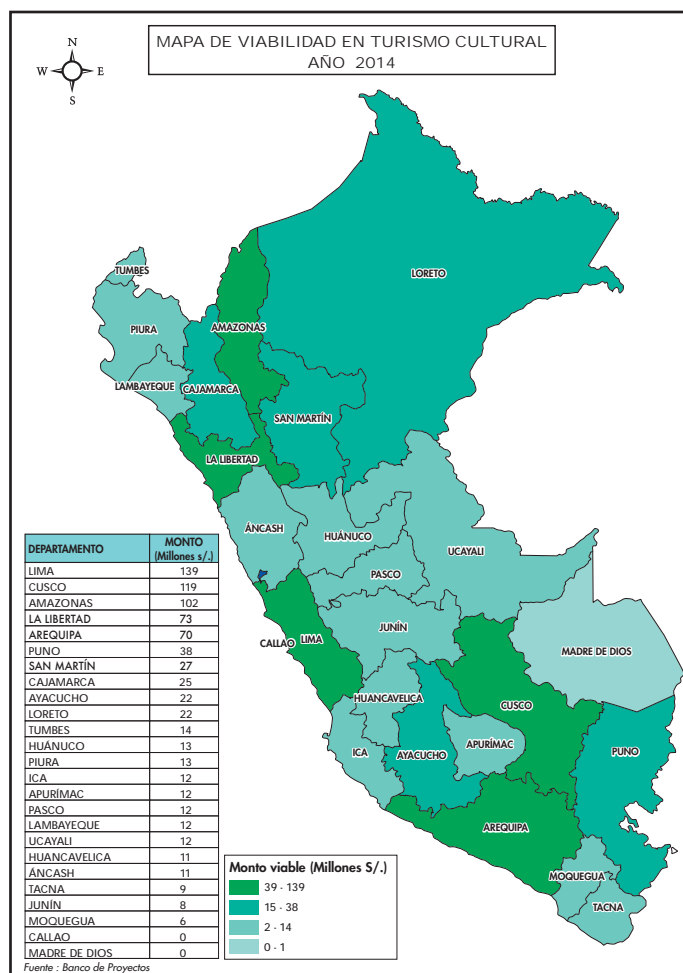 MAPA DE VIABILIDAD EN TURISMO CULTURAL
AÑO 2014
N
W E
S
LORETO
TUMBES
PIURA
AMAZONAS
LAMBAYEQUE
CAJAMARCA
SAN MARTÍN
LA LIBERTAD
ÁNCASH
HUÁNUCO
UCAYALI
PASCO
JUNÍN
CALLAO
LIMA
MADRE DE DIOS
HUANCAVELICA
CUSCO
ICA
AYACUCHO
APURÍMAC
PUNO
AREQUIPA
MOQUEGUA
TACNA
DEPARTAMENTO MONTO
(Millones s/.)
LIMA 139
CUSCO 119
AMAZONAS 102
LA LIBERTAD 73
AREQUIPA 70
PUNO 38
SAN MARTÍN 27
CAJAMARCA 25
AYACUCHO 22
LORETO 22
TUMBES 14
HUÁNUCO 13
PIURA 13
ICA 12
APURÍMAC 12
PASCO 12
LAMBAYEQUE 12
UCAYALI 12
HUANCAVELICA 11
ÁNCASH 11
TACNA 9
JUNÍN 8
MOQUEGUA 6
CALLAO 0
MADRE DE DIOS 0
Fuente : Banco de Proyectos
Monto viable (Millones S/.)
39 - 139
15 - 38
2 - 14
0 - 1